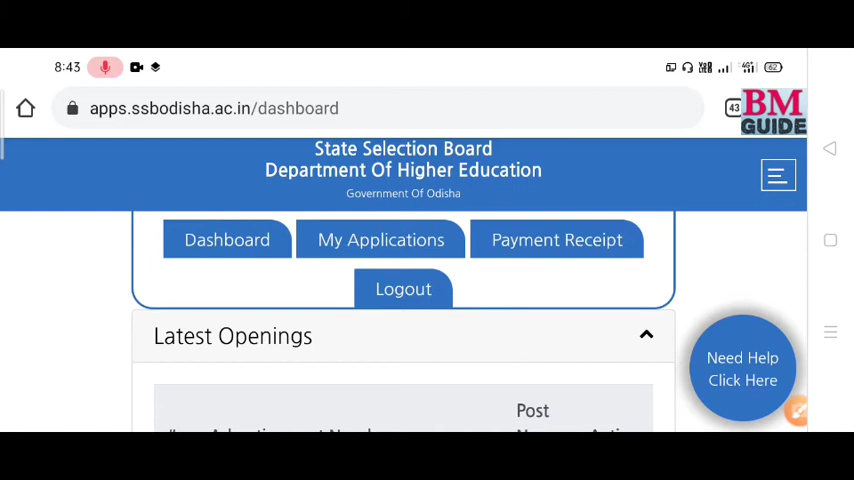 8:43
62
apps.ssbodisha.ac.in/dashboard
43
BM
GUIDE
State Selection Board
Department Of Higher Education
Government Of Odisha
Dashboard
My Applications
Payment Receipt
Logout
Latest Openings
Need Help
Click Here
Post